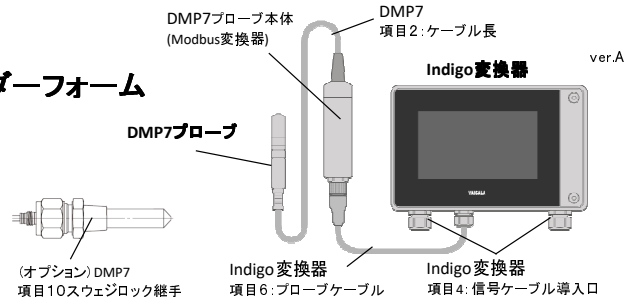 DMP7プローブ本体
(Modbus変換器)
DMP7
項目2:ケーブル長
ver.A
Indigo変換器
ダーフォーム
DMP7プローブ
VAISALA
(オプション) DMP7
項目10スウェジロック継手
Indigo変換器
項目6:プローブケーブル
Indigo変換器
項目4:信号ケーブル導入口